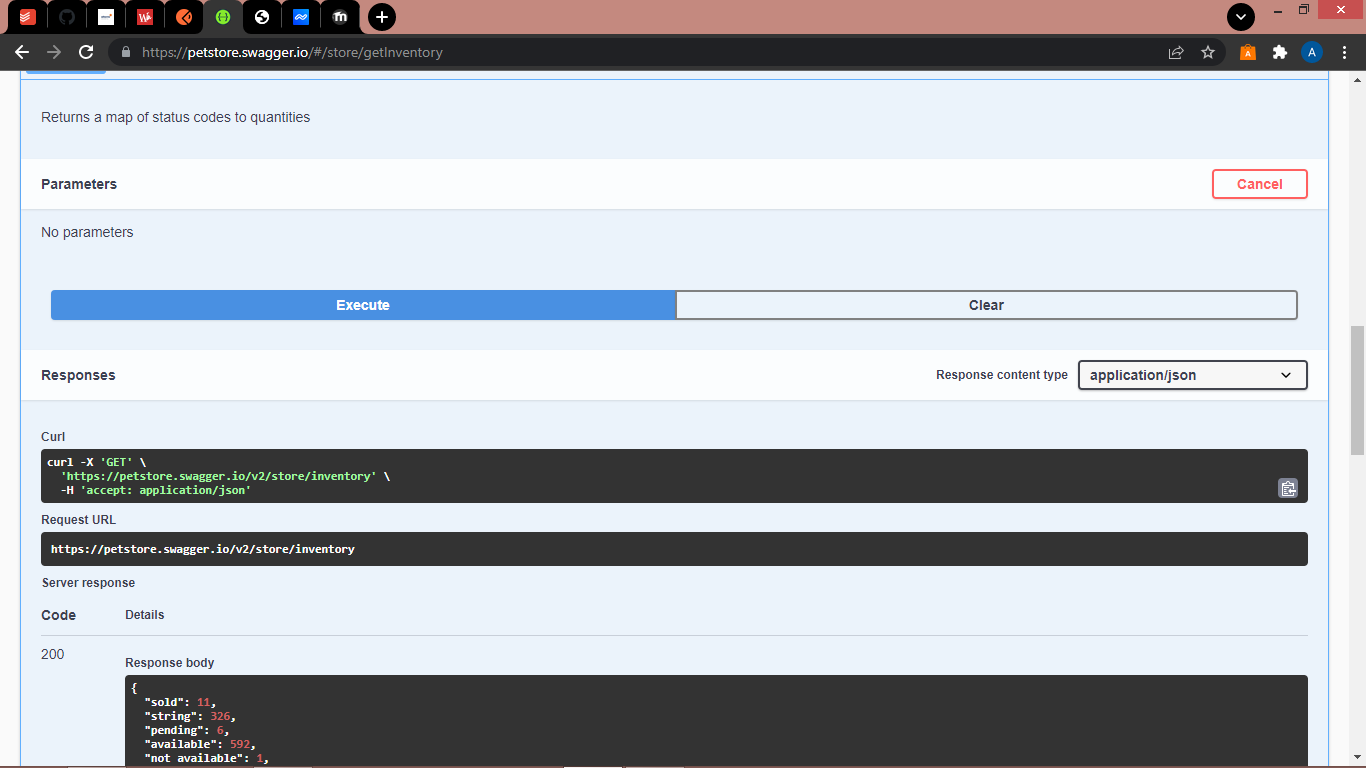 https://petstore.swagger.io/#/store/getInventory
A
Returns a map of status codes to quantities
Parameters
Cancel
No parameters
Execute
Clear
Responses
Response content type
application/json
Curl
curl -X 'GET' \
'https://petstore.swagger.io/v2/store/inventory' \
-H 'accept: application/json'
Request URL
https://petstore.swagger.io/v2/store/inventory
Server response
Code
Details
200
Response body
{
"sold": 11,
"string": 326,
"pending": 6,
"available": 592,
"not available": 1,